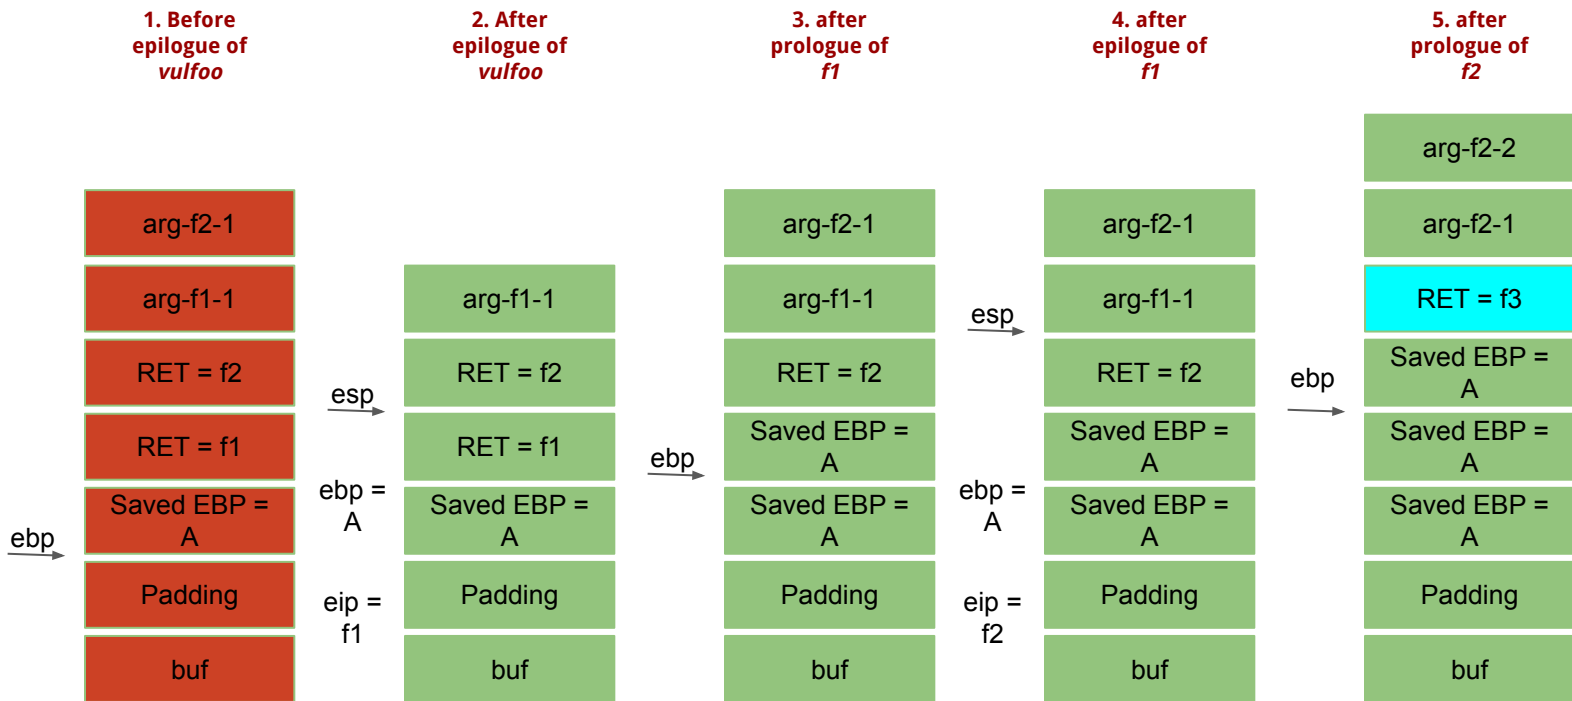 1. Before
epilogue of
vulfoo
2. After
epilogue of
vulfoo
3. after
prologue of
f1
4. after
epilogue of
f1
5. after
prologue of
f2
arg-f2-1
arg-f1-1
RET = f2
RET = f1
Saved EBP =
A
Padding
buf
ebp
esp
ebp =
A
eip =
f1
arg-f1-1
RET = f2
RET = f1
Saved EBP =
A
Padding
buf
ebp
arg-f2-1
arg-f1-1
RET = f2
Saved EBP =
A
Saved EBP =
A
Padding
buf
esp
ebp =
A
eip =
f2
arg-f2-1
arg-f1-1
RET = f2
Saved EBP =
A
Saved EBP =
A
Padding
buf
ebp
arg-f2-2
arg-f2-1
RET = f3
Saved EBP =
A
Saved EBP =
A
Saved EBP =
A
Padding
buf